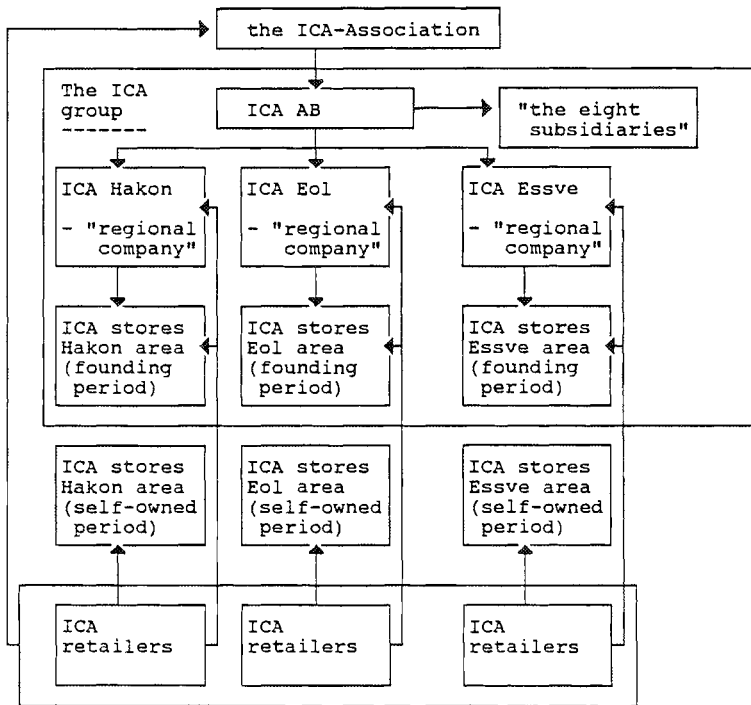 the ICA-Association
The ICA
group
-------
ICA AB
"the eight
subsidiaries"
ICA Hakon
- "regional
company"
ICA Eol
- "regional
company"
ICA Essve
- "regional
company"
ICA stores
Hakon area
(founding
period)
ICA stores
Eol area
(founding
period)
ICA stores
Essve area
(founding
period)
ICA stores
Hakon area
(self-owned
period)
ICA stores
Eol area
(self-owned
period)
ICA stores
Essve area
(self-owned
period)
ICA
retailers
ICA
retailers
ICA
retailers